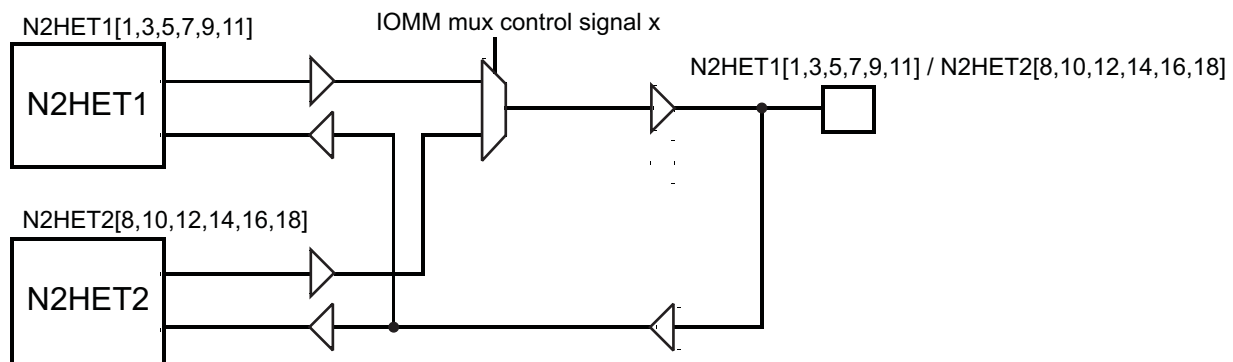 N2HET1[1,3,5,7,9,11]
IOMM mux control signal x
N2HET1[1,3,5,7,9,11] / N2HET2[8,10,12,14,16,18]
N2HET1
N2HET2[8,10,12,14,16,18]
N2HET2